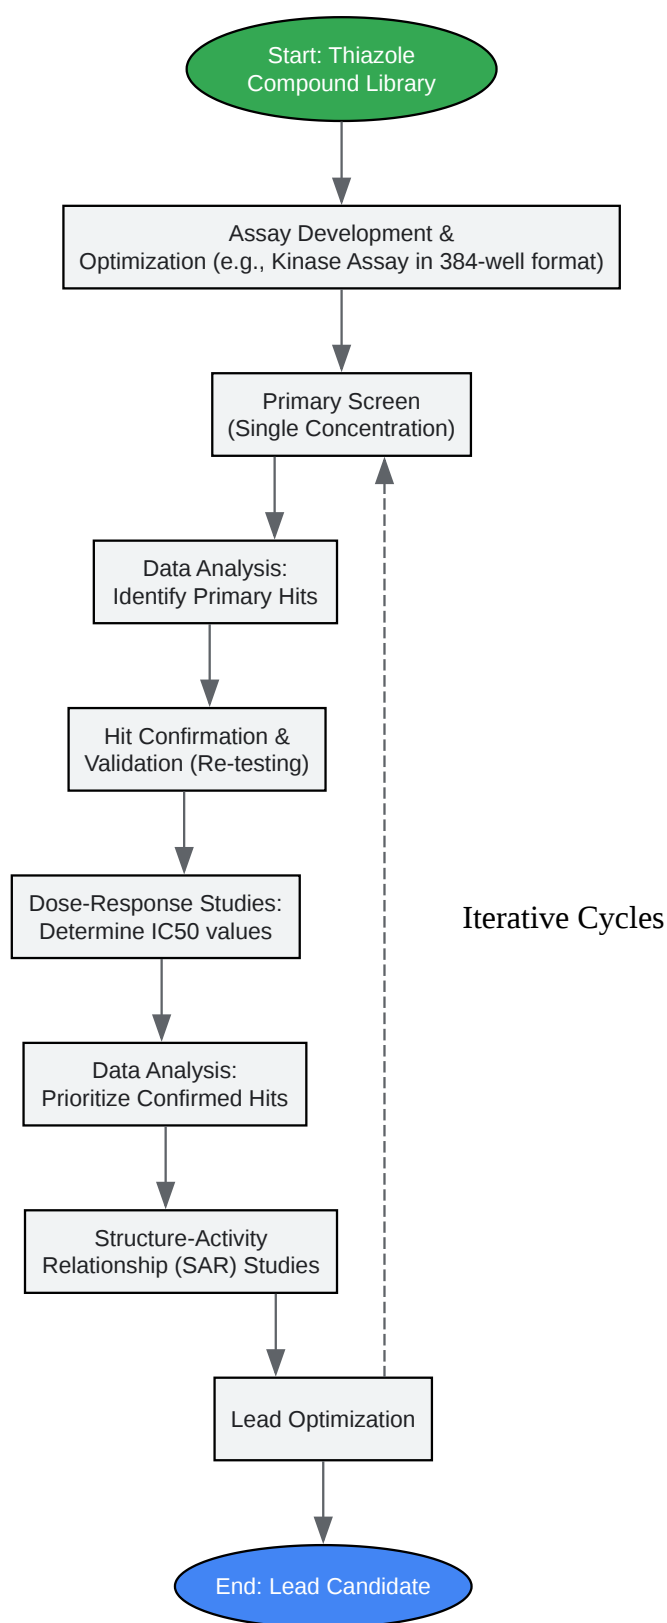 Start: Thiazole
Compound Library
Assay Development &
Optimization (e.g., Kinase Assay in 384-well format)
Primary Screen
(Single Concentration)
Data Analysis:
Identify Primary Hits
Hit Confirmation &
Validation (Re-testing)
Dose-Response Studies:
Determine IC50 values
Iterative Cycles
Data Analysis:
Prioritize Confirmed Hits
Structure-Activity
Relationship (SAR) Studies
Lead Optimization
End: Lead Candidate